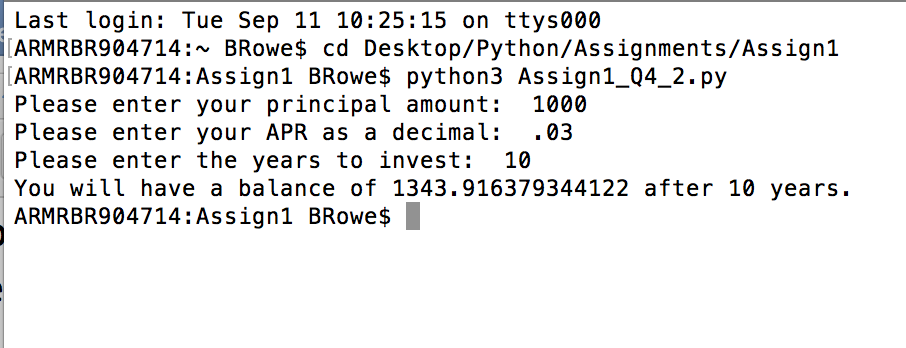 Last login: Tue Sep 11 10:25:15 on ttys000
[ARMRBR904714:~ BRowe$ cd Desktop/Python/Assignments/Assign1
[ARMRBR904714:Assign1 BRowe$ python3 Assign1_Q4_2.py
Please enter your principal amount:  1000
Please enter your APR as a decimal:  .03
Please enter the years to invest:  10
You will have a balance of 1343.916379344122 after 10 years.
ARMRBR904714:Assign1 BRowe$